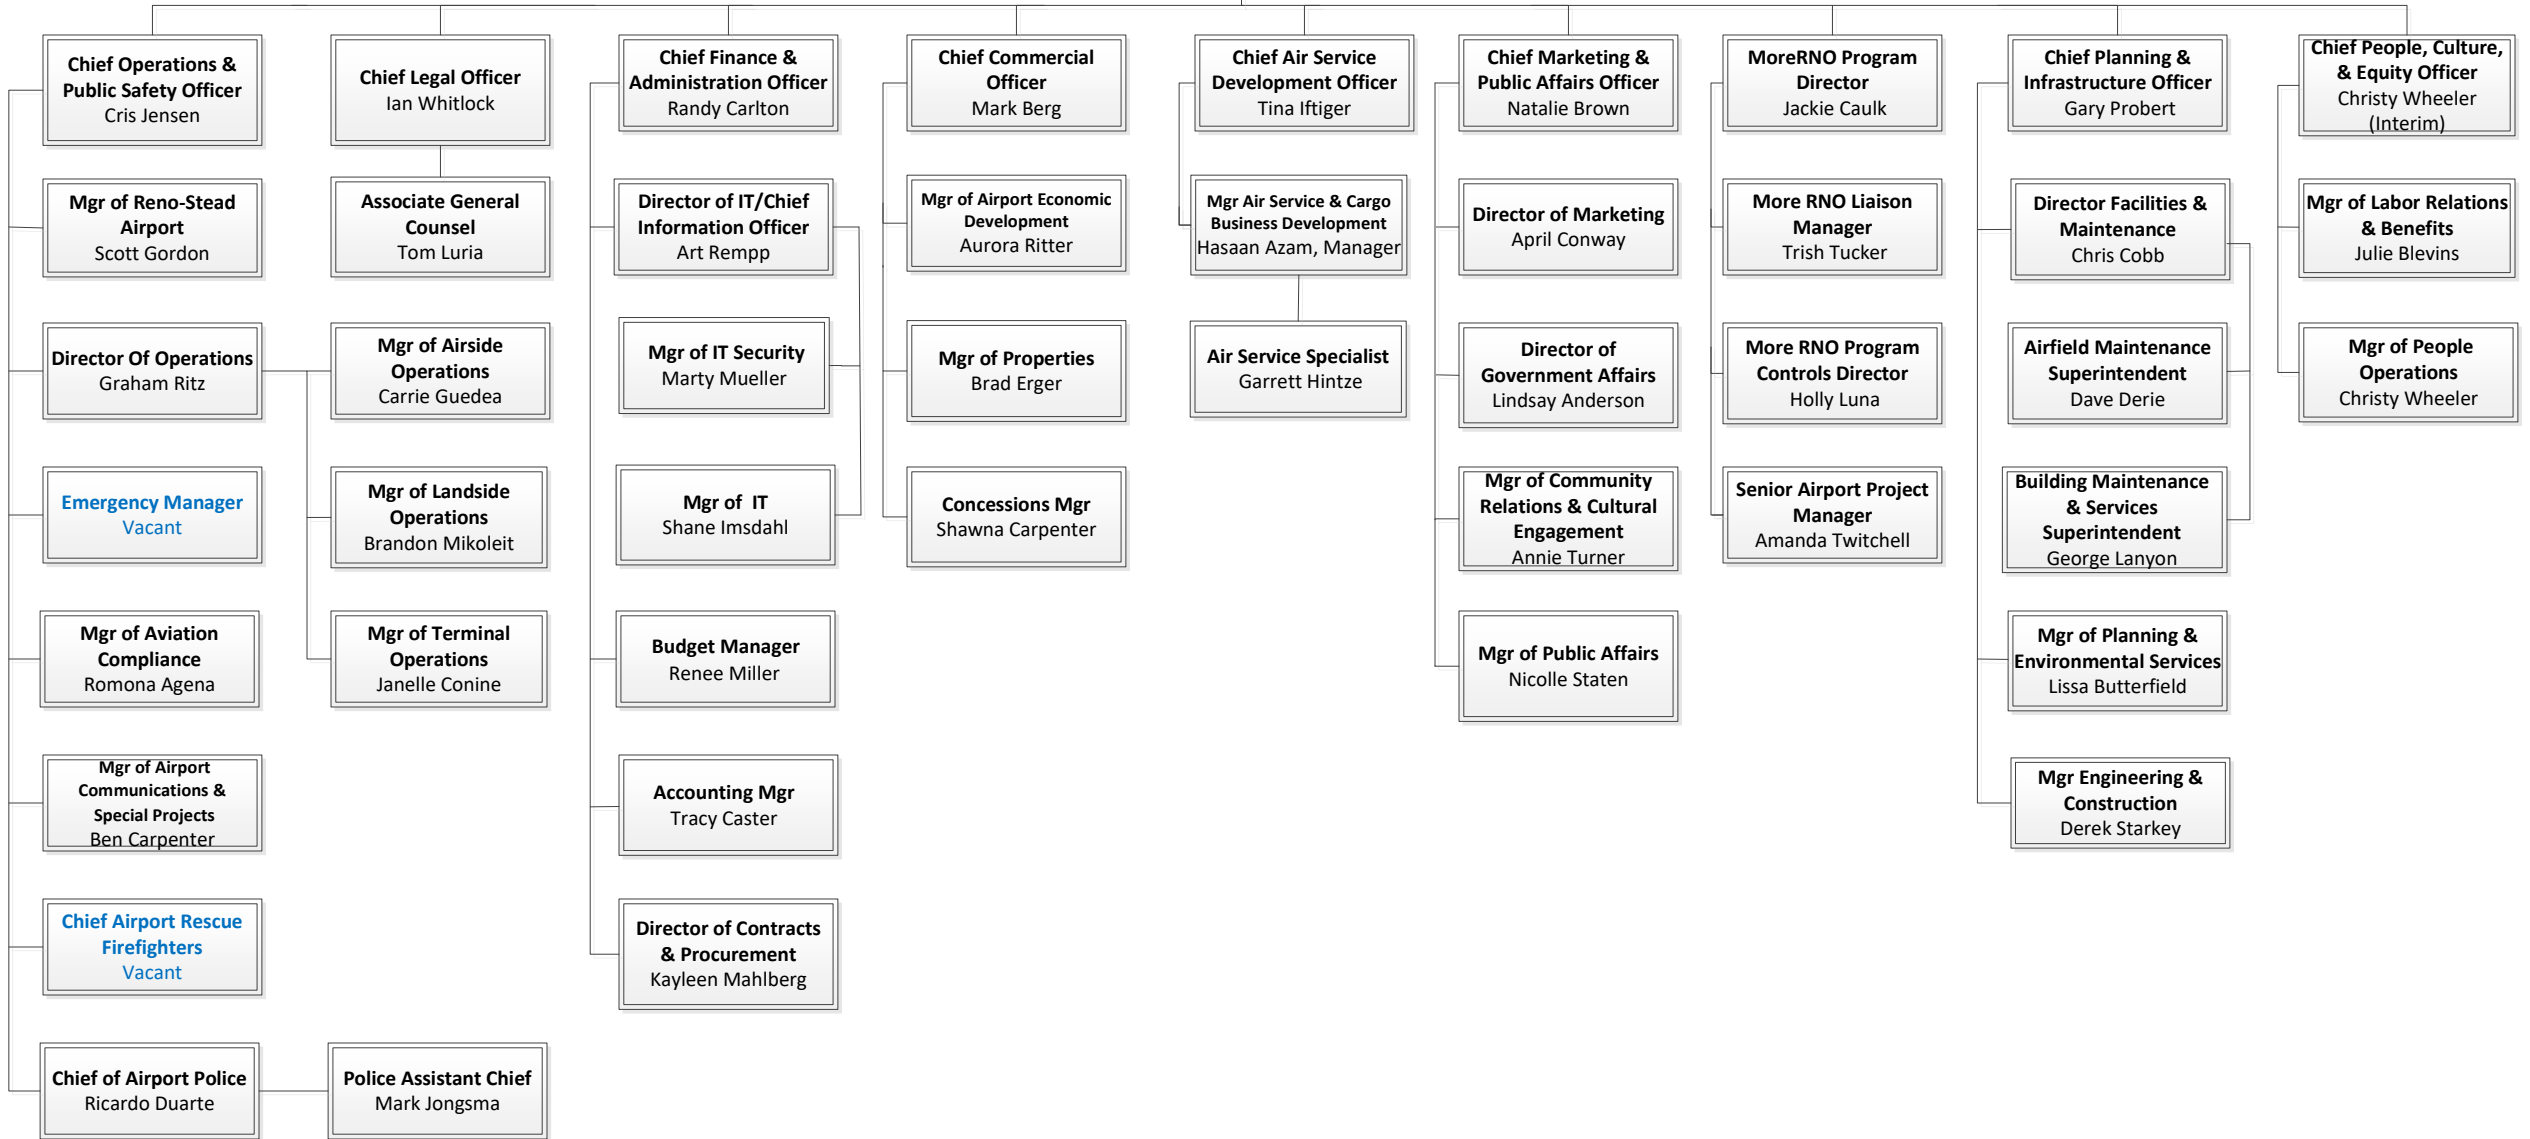 Chief Operations &
Public Safety Officer
Cris Jensen
Chief Legal Officer
Ian Whitlock
Chief Finance &
Administration Officer
Randy Carlton
Chief Commercial
Officer
Mark Berg
Chief Air Service
Development Officer
Tina Iftiger
Chief Marketing &
Public Affairs Officer
Natalie Brown
MoreRNO Program
Director
Jackie Caulk
Chief Planning &
Infrastructure Officer
Gary Probert
Chief People, Culture,
& Equity Officer
Christy Wheeler
(Interim)
Mgr of Reno-Stead
Airport
Scott Gordon
Associate General
Counsel
Tom Luria
Director of IT/Chief
Information Officer
Art Rempp
Mgr of Airport Economic
Development
Aurora Ritter
Mgr Air Service & Cargo
Business Development
Hasaan Azam, Manager
Director of Marketing
April Conway
More RNO Liaison
Manager
Trish Tucker
Director Facilities &
Maintenance
Chris Cobb
Mgr of Labor Relations
& Benefits
Julie Blevins
Director Of Operations
Graham Ritz
Mgr of Airside
Operations
Carrie Guedea
Mgr of IT Security
Marty Mueller
Mgr of Properties
Brad Erger
Air Service Specialist
Garrett Hintze
Director of
Government Affairs
Lindsay Anderson
More RNO Program
Controls Director
Holly Luna
Airfield Maintenance
Superintendent
Dave Derie
Mgr of People
Operations
Christy Wheeler
Emergency Manager
Vacant
Mgr of Landside
Operations
Brandon Mikoleit
Mgr of  IT
Shane Imsdahl
Concessions Mgr
Shawna Carpenter
Mgr of Community
Relations & Cultural
Engagement
Annie Turner
Senior Airport Project
Manager
Amanda Twitchell
Building Maintenance
& Services
Superintendent
George Lanyon
Mgr of Aviation
Compliance
Romona Agena
Mgr of Terminal
Operations
Janelle Conine
Budget Manager
Renee Miller
Mgr of Public Affairs
Nicolle Staten
Mgr of Planning &
Environmental Services
Lissa Butterfield
Mgr of Airport
Communications &
Special Projects
Ben Carpenter
Accounting Mgr
Tracy Caster
Mgr Engineering &
Construction
Derek Starkey
Chief Airport Rescue
Firefighters
Vacant
Director of Contracts
& Procurement
Kayleen Mahlberg
Chief of Airport Police
Ricardo Duarte
Police Assistant Chief
Mark Jongsma